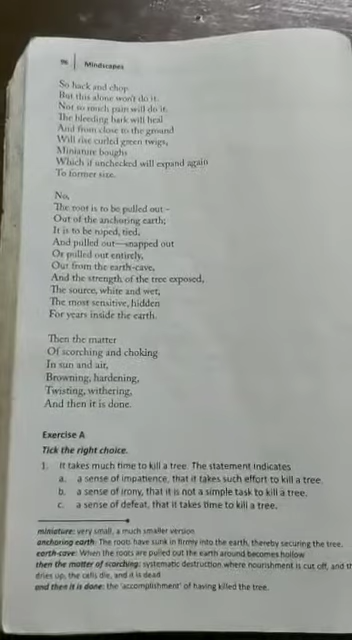 96 | Mindscapes
So hack and chop
But this alone won't do it.
Not so much pain will do it.
The bleeding bark will heal
And from close to the ground
Will rise curled green twigs,
Miniature boughs
Which if unchecked will expand again
To former size.
No,
The root is to be pulled out –
Out of the anchoring earth;
It is to be roped, tied,
And pulled out—snapped out
Or pulled out entirely,
Out from the earth-cave,
And the strength of the tree exposed,
The source, white and wet,
The most sensitive, hidden
For years inside the earth.
Then the matter
Of scorching and choking
In sun and air,
Browning, hardening,
Twisting, withering,
And then it is done.
Exercise A
Tick the right choice.
1. It takes much time to kill a tree. The statement indicates
a. a sense of impatience, that it takes such effort to kill a tree.
b. a sense of irony, that it is not a simple task to kill a tree.
c. a sense of defeat, that it takes time to kill a tree.
miniature: very small, a much smaller version
anchoring earth: The roots have sunk in firmly into the earth, thereby securing the tree.
earth-cave: When the roots are pulled out the earth around becomes hollow
then the matter of scorching: systematic destruction where nourishment is cut off, and
dries up, the cells die, and it is dead
and then it is done: the 'accomplishment' of having killed the tree.